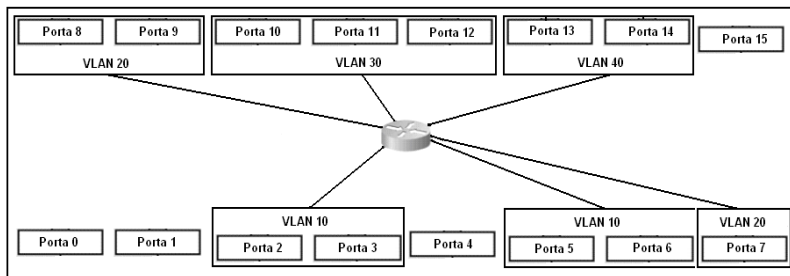 Porta 8 Porta 9 Porta 10 Porta 11 Porta 12 Porta 13 Porta 14 Porta 15
VLAN 20 VLAN 30 VLAN 40
VLAN 10 VLAN 10 VLAN 20
Porta 0 Porta 1 Porta 2 Porta 3 Porta 4 Porta 5 Porta 6 Porta 7